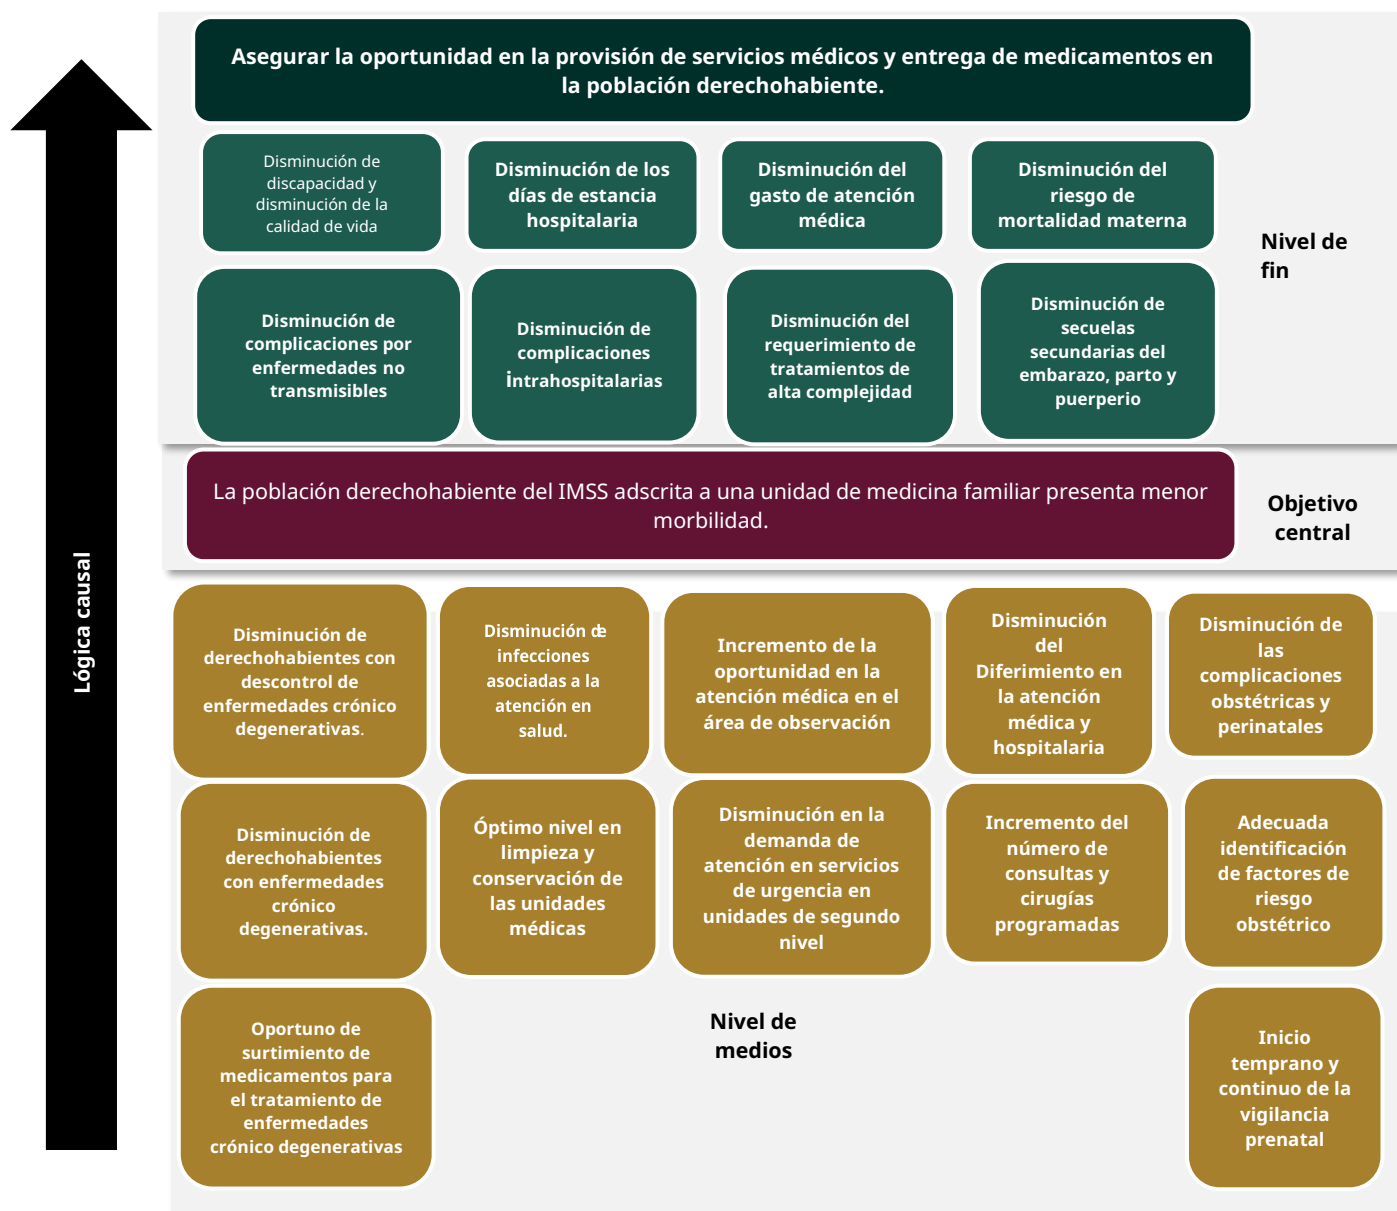 Asegurar la oportunidad en la provisión de servicios médicos y entrega de medicamentos en
la población derechohabiente.
Disminución de
discapacidad y
disminución de la
calidad de vida
Disminución de los
días de estancia
hospitalaria
Disminución del
gasto de atención
médica
Disminución del
riesgo de
mortalidad materna
Nivel de
fin
Disminución de
complicaciones por
enfermedades no
transmisibles
Disminución de
complicaciones
intrahospitalarias
Disminución del
requerimiento de
tratamientos de
alta complejidad
Disminución de
secuelas
secundarias del
embarazo, parto y
puerperio
La población derechohabiente del IMSS adscrita a una unidad de medicina familiar presenta menor
morbilidad.
Objetivo
central
Lógica causal
Disminución de
derechohabientes con
descontrol de
enfermedades crónico
degenerativas.
Disminución de
infecciones
asociadas a la
atención en
salud.
Incremento de la
oportunidad en la
atención médica en el
área de observación
Disminución
del
Diferimiento en
la atención
médica y
hospitalaria
Disminución de
las
complicaciones
obstétricas y
perinatales
Disminución de
derechohabientes
con enfermedades
crónico
degenerativas.
Óptimo nivel en
limpieza y
conservación de
las unidades
médicas
Disminución en la
demanda de
atención en servicios
de urgencia en
unidades de segundo
nivel
Incremento del
número de
consultas y
cirugías
programadas
Adecuada
identificación
de factores de
riesgo
obstétrico
Oportuno de
surtimiento de
medicamentos para
el tratamiento de
enfermedades
crónico degenerativas
Nivel de
medios
Inicio
temprano y
continuo de la
vigilancia
prenatal